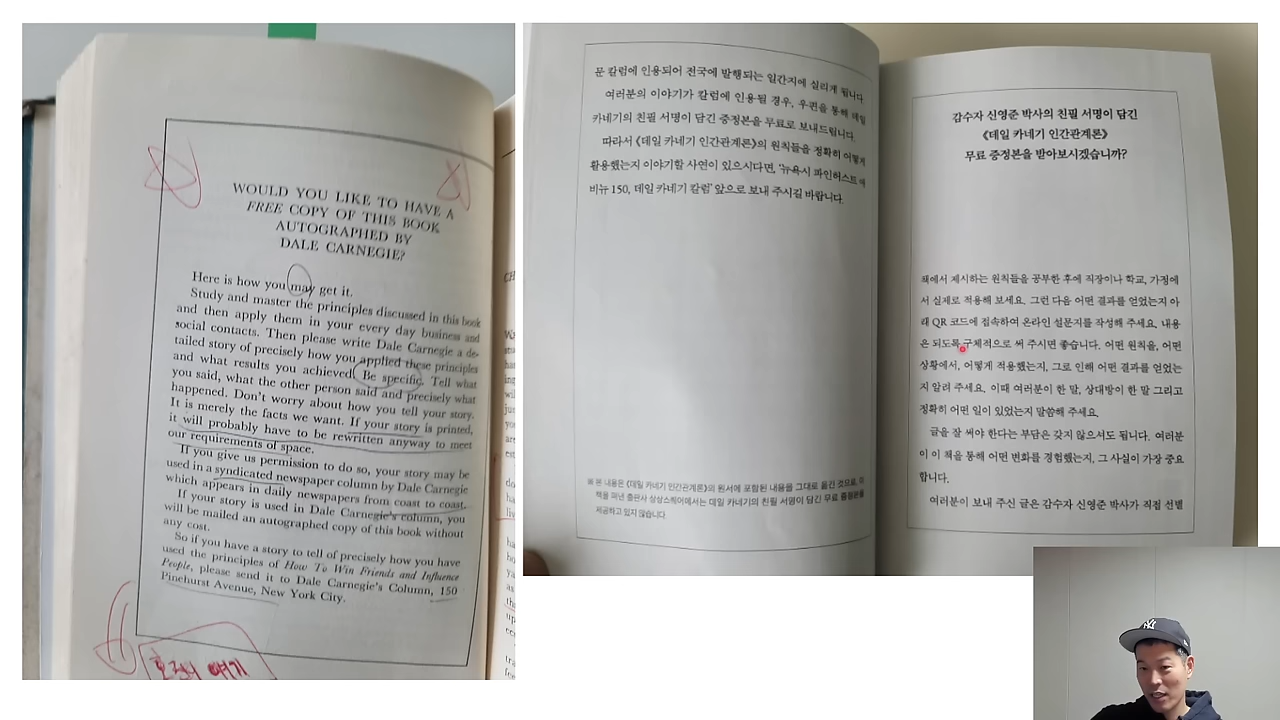 WOULD YOU LIKE TO HAVE A
FREE COPY OF THIS BOOK
AUTOGRAPHED BY
DALE CARNEGIE?
Here is how you may get it.
Study and master the principles discussed in this book
and then apply them in your every day business and
social contacts. Then please write Dale Carnegie a de-
tailed story of precisely how you applied these principles
and what results you achieved. Be specific. Tell what
you said, what the other person said and precisely what
happened. Don't worry about how you tell your story.
It is merely the facts we want. If your story is printed,
it will probably have to be rewritten anyway to meet
our requirements of space.
If you give us permission to do so, your story may be
used in a syndicated newspaper column by Dale Carnegie
which appears in daily newspapers from coast to coast.
If your story is used in Dale Carnegie's column, you
will be mailed an autographed copy of this book without
any cost.
So if you have a story to tell of precisely how you have
used the principles of How To Win Friends and Influence
People, please send it to Dale Carnegie's Column, 150
Pinehurst Avenue, New York City.
여기
문 칼럼에 인용되어 전국에 발행되는 일간지에 실리게 됩니다.
여러분의 이야기가 칼럼에 인용될 경우, 우편을 통해 데일
카네기의 친필 서명이 담긴 증정본을 무료로 보내드립니다.
따라서 《데일 카네기 인간관계론》의 원칙들을 정확히 어떻게
활용했는지 이야기할 사연이 있으시다면, '뉴욕시 파인허스트 애
비뉴 150, 데일 카네기 칼럼' 앞으로 보내 주시길 바랍니다.
※ 본 내용은 《데일 카네기 인간관계론》의 원서에 포함된 내용을 그대로 옮긴 것으로, 이
책을 펴낸 출판사 상상스퀘어에서는 데일 카네기의 친필 서명이 담긴 무료 증정본을
제공하고 있지 않습니다.
감수자 신영준 박사의 친필 서명이 담긴
《데일 카네기 인간관계론》
무료 증정본을 받아보시겠습니까?
책에서 제시하는 원칙들을 공부한 후에 직장이나 학교, 가정에
서 실제로 적용해 보세요. 그런 다음 어떤 결과를 얻었는지 아
래 QR 코드에 접속하여 온라인 설문지를 작성해 주세요. 내용
은 되도록 구체적으로 써 주시면 좋습니다. 어떤 원칙을, 어떤
상황에서, 어떻게 적용했는지, 그로 인해 어떤 결과를 얻었는
지 알려 주세요. 이때 여러분이 한 말, 상대방이 한 말 그리고
정확히 어떤 일이 있었는지 말씀해 주세요.
글을 잘 써야 한다는 부담은 갖지 않으셔도 됩니다. 여러분
이 이 책을 통해 어떤 변화를 경험했는지, 그 사실이 가장 중요
합니다.
여러분이 보내 주신 글은 감수자 신영준 박사가 직접 선별